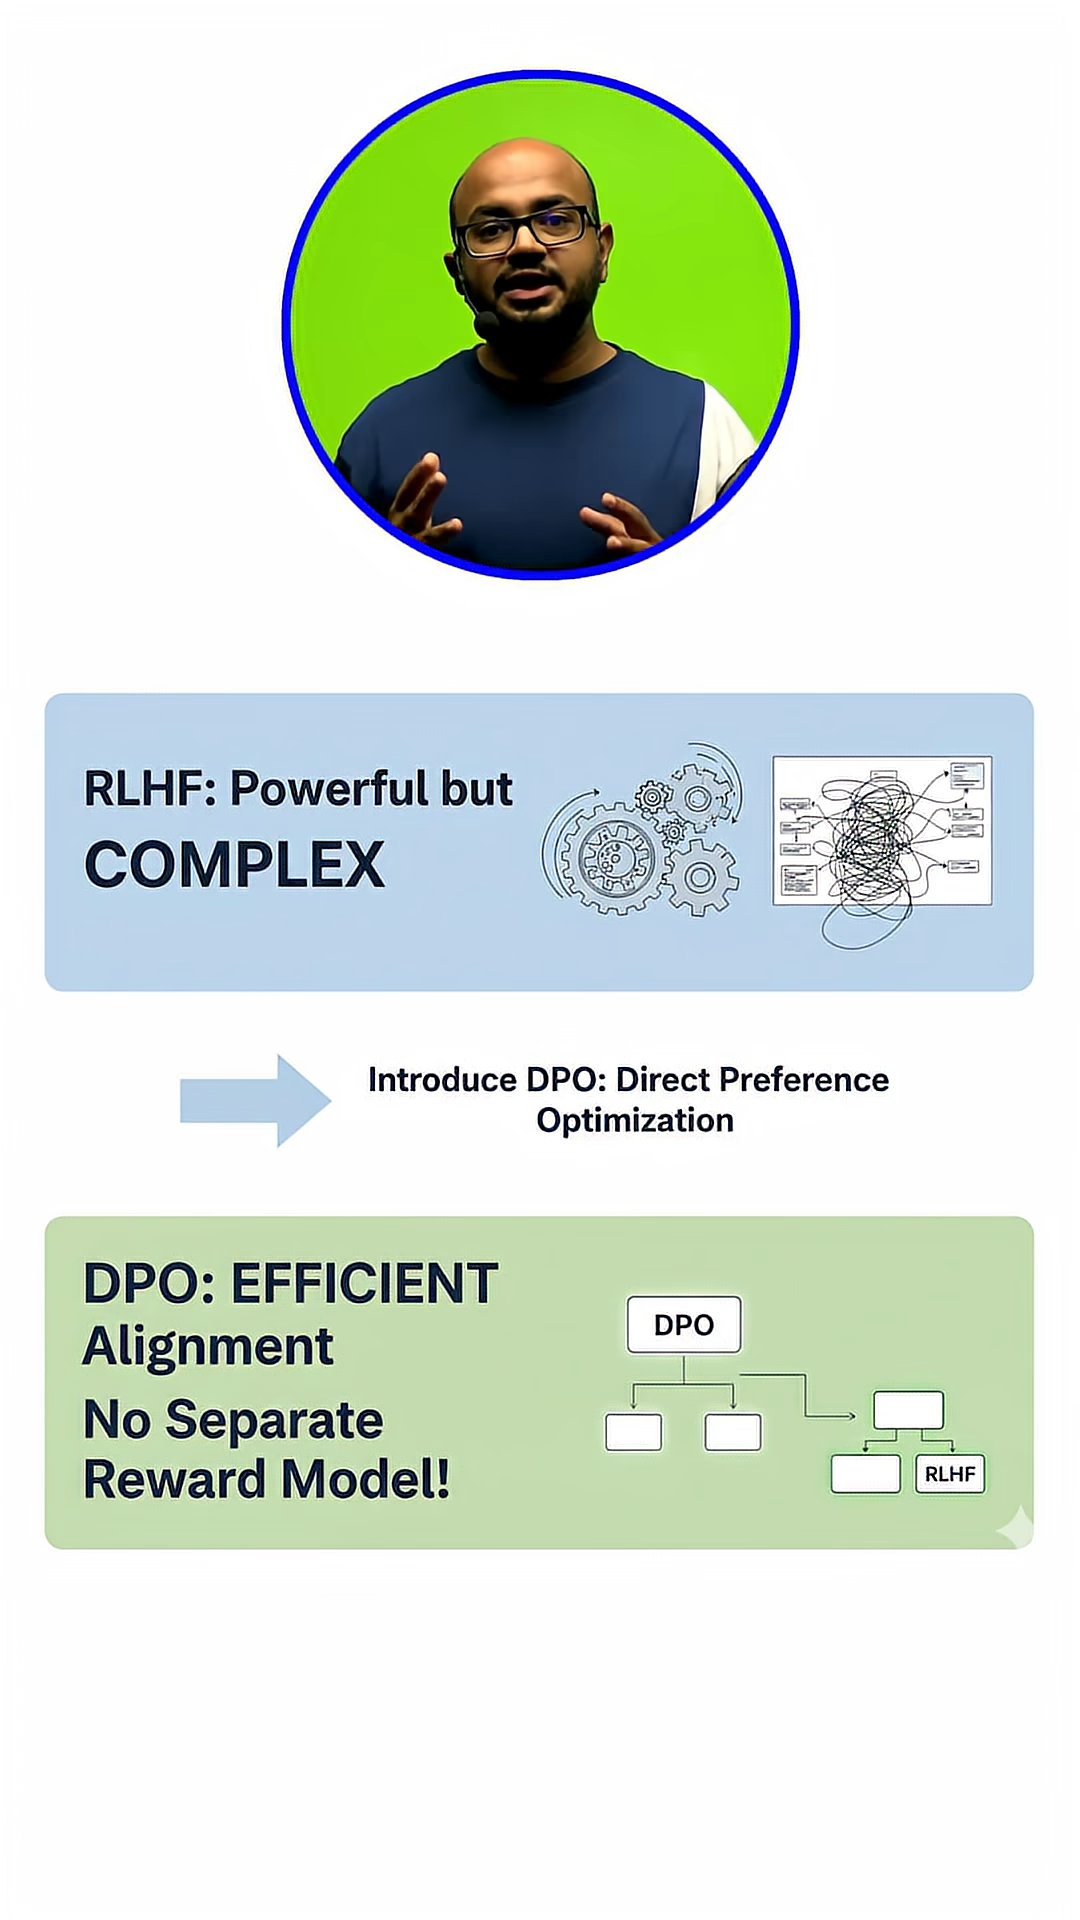 RLHF: Powerful but
COMPLEX
Introduce DPO: Direct Preference
Optimization
DPO: EFFICIENT
Alignment
No Separate
Reward Model!
DPO
RLHF